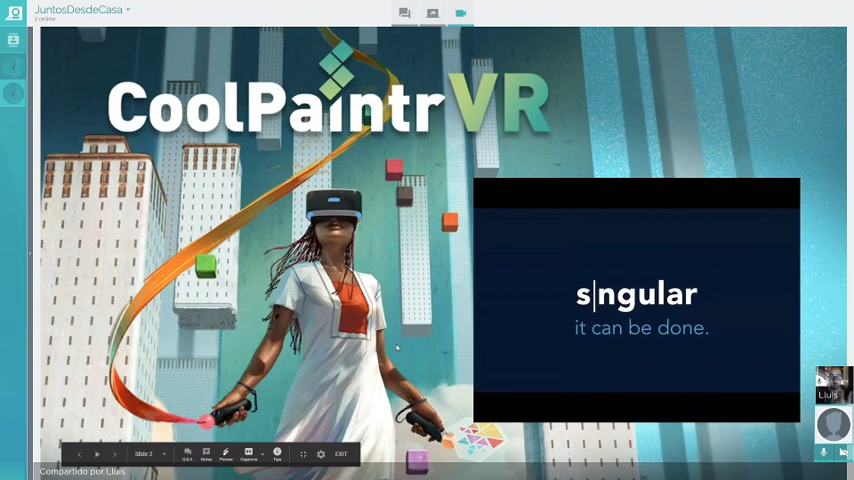 JuntosDesdeCasa
2 online
CoolPaintrVR
s|ngular
it can be done.
Lluis
Slide 2
Q&A
Notes
Pointer
Captions
Tips
EXIT
Compartido por Lluis